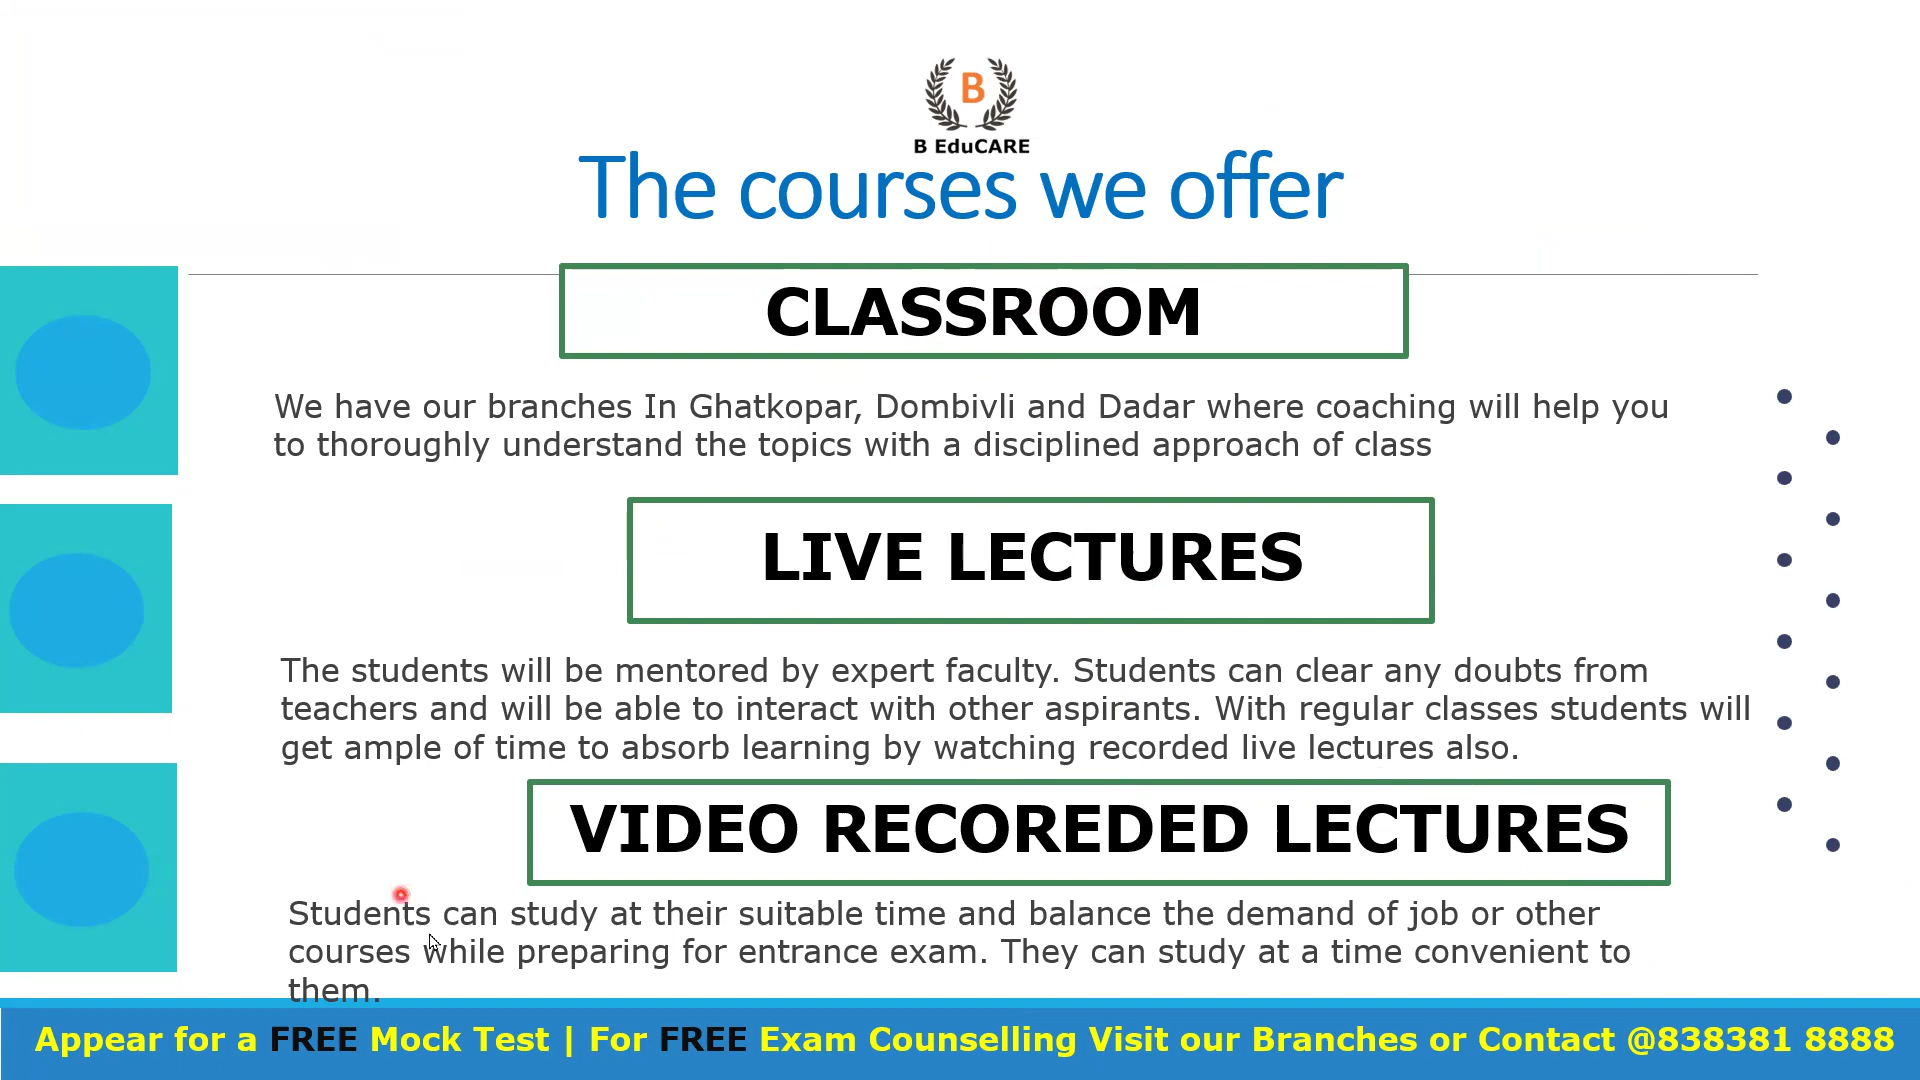 B
B EduCARE
The courses we offer
CLASSROOM
We have our branches In Ghatkopar, Dombivli and Dadar where coaching will help you
to thoroughly understand the topics with a disciplined approach of class
LIVE LECTURES
The students will be mentored by expert faculty. Students can clear any doubts from
teachers and will be able to interact with other aspirants. With regular classes students will
get ample of time to absorb learning by watching recorded live lectures also.
VIDEO RECOREDED LECTURES
Students can study at their suitable time and balance the demand of job or other
courses while preparing for entrance exam. They can study at a time convenient to
them.
Appear for a FREE Mock Test | For FREE Exam Counselling Visit our Branches or Contact @838381 8888